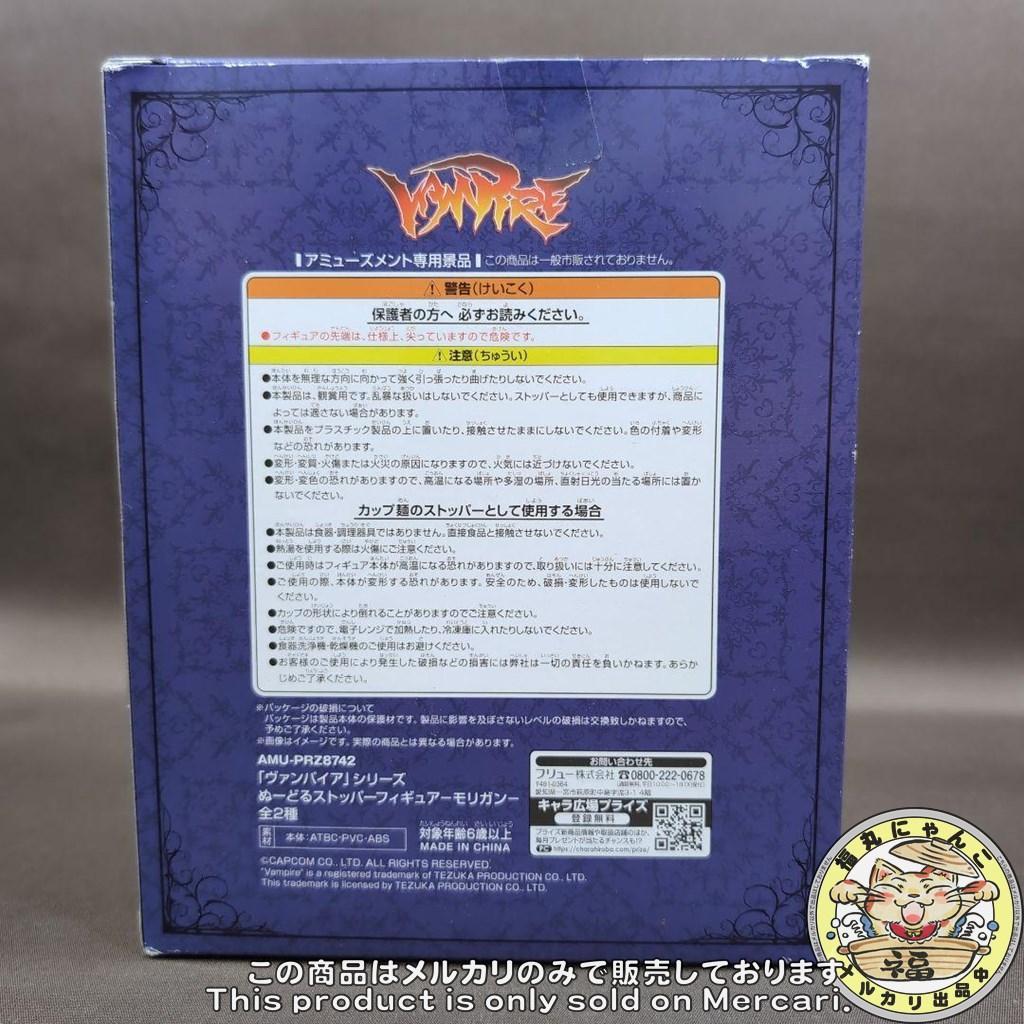 VAMPIRE
アミューズメント専用景品 この商品は一般市販されておりません。
⚠警告(けいこく)
保護者の方へ 必ずお読みください。
●フィギュアの先端は、仕様上、尖っていますので危険です。
⚠注意(ちゅうい)
●本体を無理な方向に向かって強く引っ張ったり曲げたりしないでください。
●本製品は、観賞用です。乱暴な扱いはしないでください。ストッパーとしても使用できますが、商品に
よっては適さない場合があります。
●本製品をプラスチック製品の上に置いたり、接触させたままにしないでください。色の付着や変形
などの恐れがあります。
●変形・変質・火傷または火災の原因になりますので、火気には近づけないでください。
●変形・変色の恐れがありますので、高温になる場所や多湿の場所、直射日光の当たる場所には置か
ないでください。
カップ麺のストッパーとして使用する場合
●本製品は食器・調理器具ではありません。直接食品と接触させないでください。
●熱湯を使用する際は火傷にご注意ください。
●ご使用時はフィギュア本体が高温になる恐れがありますので、取り扱いには十分に注意してください。
●ご使用の際、本体が変形する恐れがあります。安全のため、破損・変形したものは使用しないで
ください。
●カップの形状により倒れることがありますのでご注意ください。
●危険ですので、電子レンジで加熱したり、冷凍庫に入れたりしないでください。
●食器洗浄機・乾燥機のご使用はお避けください。
●お客様のご使用により発生した破損などの損害には弊社は一切の責任を負いかねます。あらか
じめご了承ください。
※パッケージの破損について
パッケージは製品本体の保護材です。製品に影響を及ぼさないレベルの破損は交換致しかねますので、
予めご了承ください。
※画像はイメージです。実際の商品とは異なる場合があります。
AMU-PRZ8742
「ヴァンパイア」シリーズ
ぬーどるストッパーフィギュアーモリガンー
全2種
素材 本体:ATBC-PVC・ABS
対象年齢6歳以上
MADE IN CHINA
©CAPCOM CO., LTD. ALL RIGHTS RESERVED.
"Vampire" is a registered trademark of TEZUKA PRODUCTION CO., LTD.
This trademark is licensed by TEZUKA PRODUCTION CO., LTD.
お問い合わせ先
フリュー株式会社 ☎0800-222-0678
キャラ広場プライズ
登録無料
プライズ新商品情報や取扱店舗のほか、
毎月プレゼントが当たるチャンスも!?
PC https://charahiroba.com/prize/
福丸にゃんこ
福
メルカリ出品中
この商品はメルカリのみで販売しております
This product is only sold on Mercari.